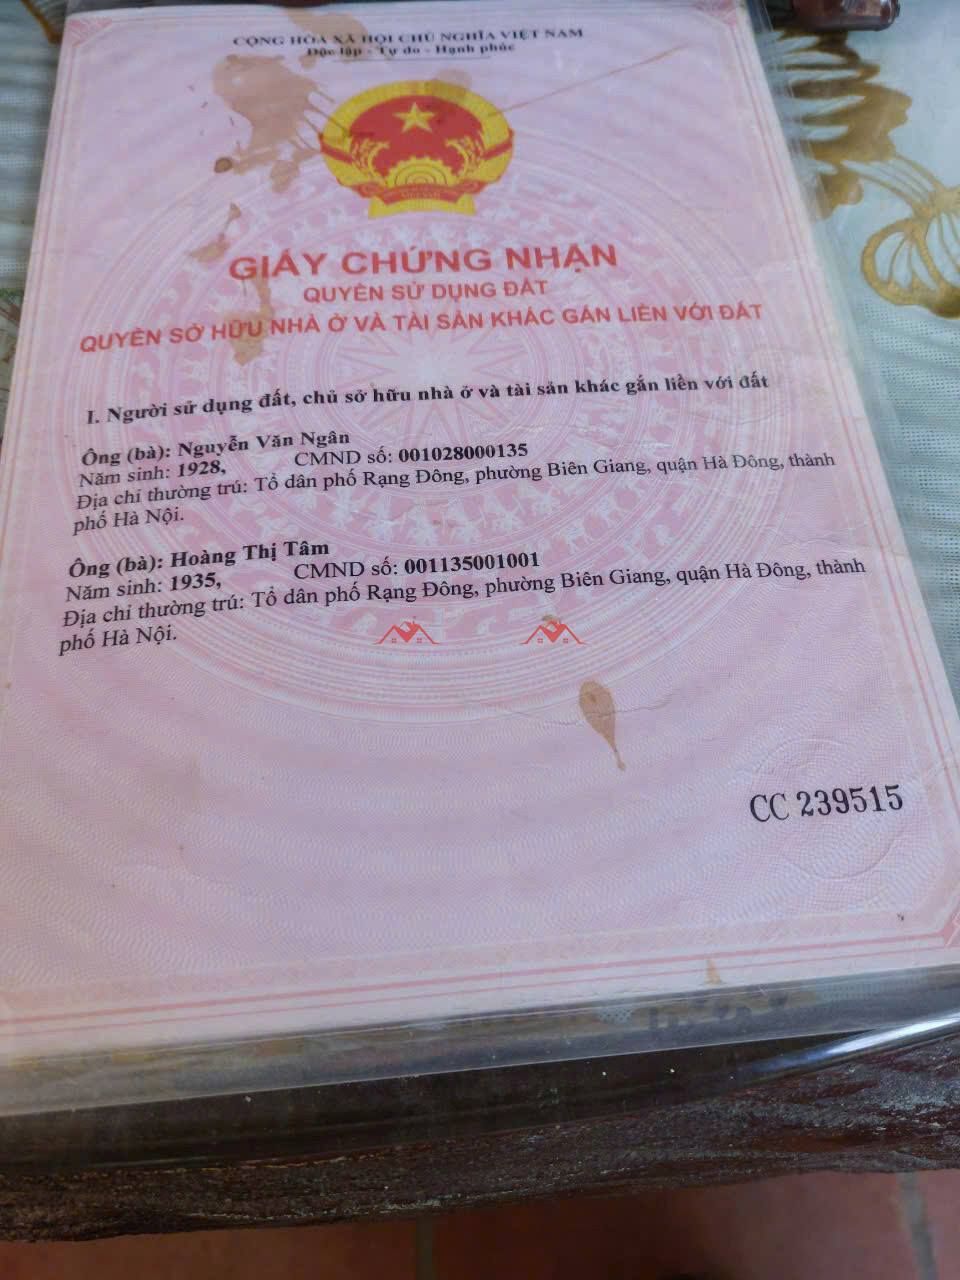 CỘNG HÒA XÃ HỘI CHỦ NGHĨA VIỆT NAM
Độc lập - Tự do - Hạnh phúc
GIẤY CHỨNG NHẬN
QUYỀN SỬ DỤNG ĐẤT
QUYỀN SỞ HỮU NHÀ Ở VÀ TÀI SẢN KHÁC GẮN LIỀN VỚI ĐẤT
I. Người sử dụng đất, chủ sở hữu nhà ở và tài sản khác gắn liền với đất
Ông (bà): Nguyễn Văn Ngân
Năm sinh: 1928, CMND số: 001028000135
Địa chỉ thường trú: Tổ dân phố Rạng Đông, phường Biên Giang, quận Hà Đông, thành
phố Hà Nội.
Ông (bà): Hoàng Thị Tâm
Năm sinh: 1935, CMND số: 001135001001
Địa chỉ thường trú: Tổ dân phố Rạng Đông, phường Biên Giang, quận Hà Đông, thành
phố Hà Nội.
CC 239515